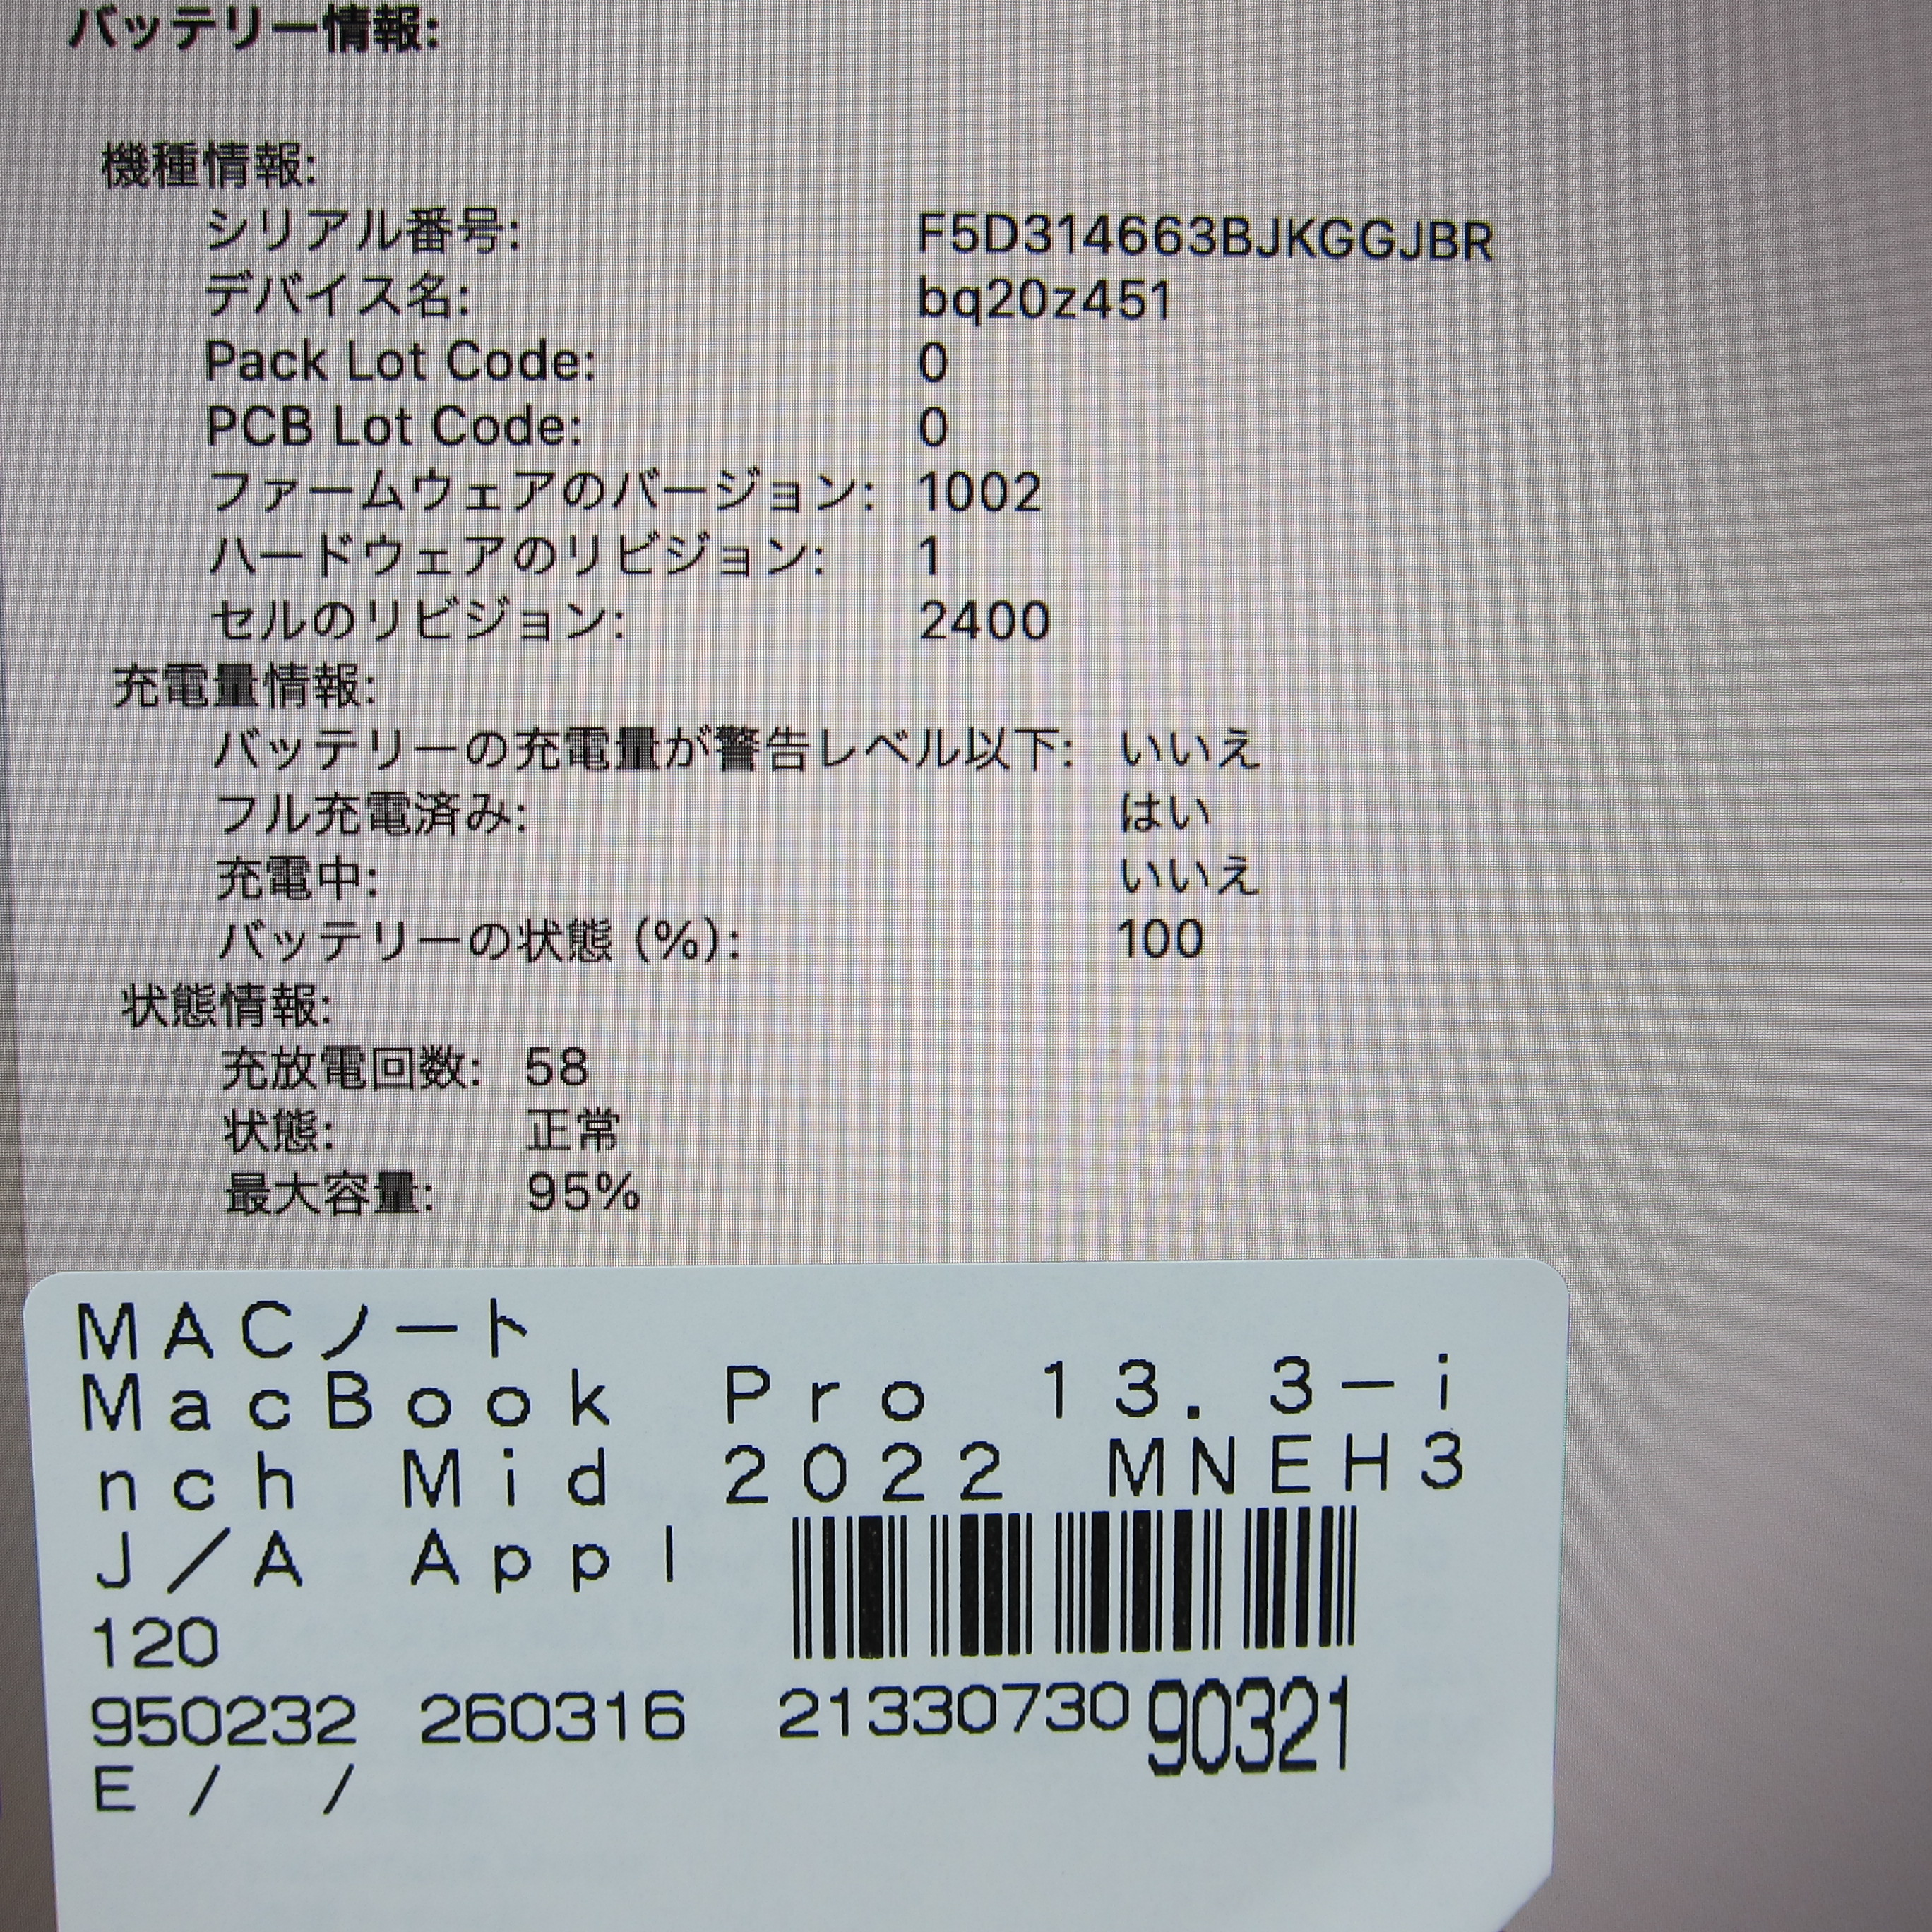 バッテリー情報:
機種情報:
シリアル番号: F5D314663BJKGGJBR
デバイス名: bq20z451
Pack Lot Code: 0
PCB Lot Code: 0
ファームウェアのバージョン: 1002
ハードウェアのリビジョン: 1
セルのリビジョン: 2400
充電量情報:
バッテリーの充電量が警告レベル以下: いいえ
フル充電済み: はい
充電中: いいえ
バッテリーの状態 (%): 100
状態情報:
充放電回数: 58
状態: 正常
最大容量: 95%
MACノート
MacBook Pro 13.3-i
nch Mid 2022 MNEH3
J/A Appl
120
950232 260316 21330730 90321
E / /